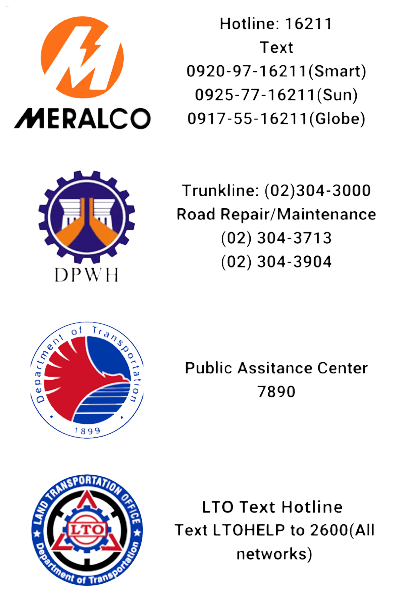 MERALCO
Hotline: 16211
Text
0920-97-16211(Smart)
0925-77-16211(Sun)
0917-55-16211(Globe)
DPWH
Trunkline: (02)304-3000
Road Repair/Maintenance
(02) 304-3713
(02) 304-3904
Department of Transportation
1899
Public Assitance Center
7890
LAND TRANSPORTATION OFFICE
LTO
Department of Transportation
LTO Text Hotline
Text LTOHELP to 2600(All
networks)